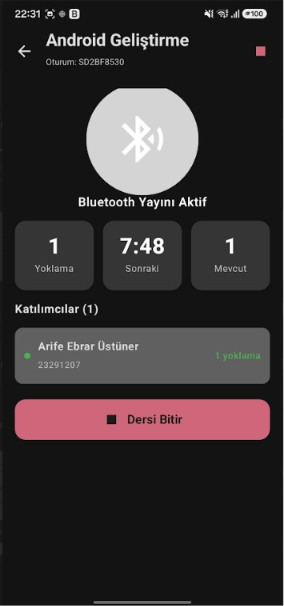 22:31
100
Android Geliştirme
Oturum: SD2BF8530
Bluetooth Yayını Aktif
1
7:48
1
Yoklama
Sonraki
Mevcut
Katılımcılar (1)
Arife Ebrar Üstüner
1 yoklama
23291207
Dersi Bitir